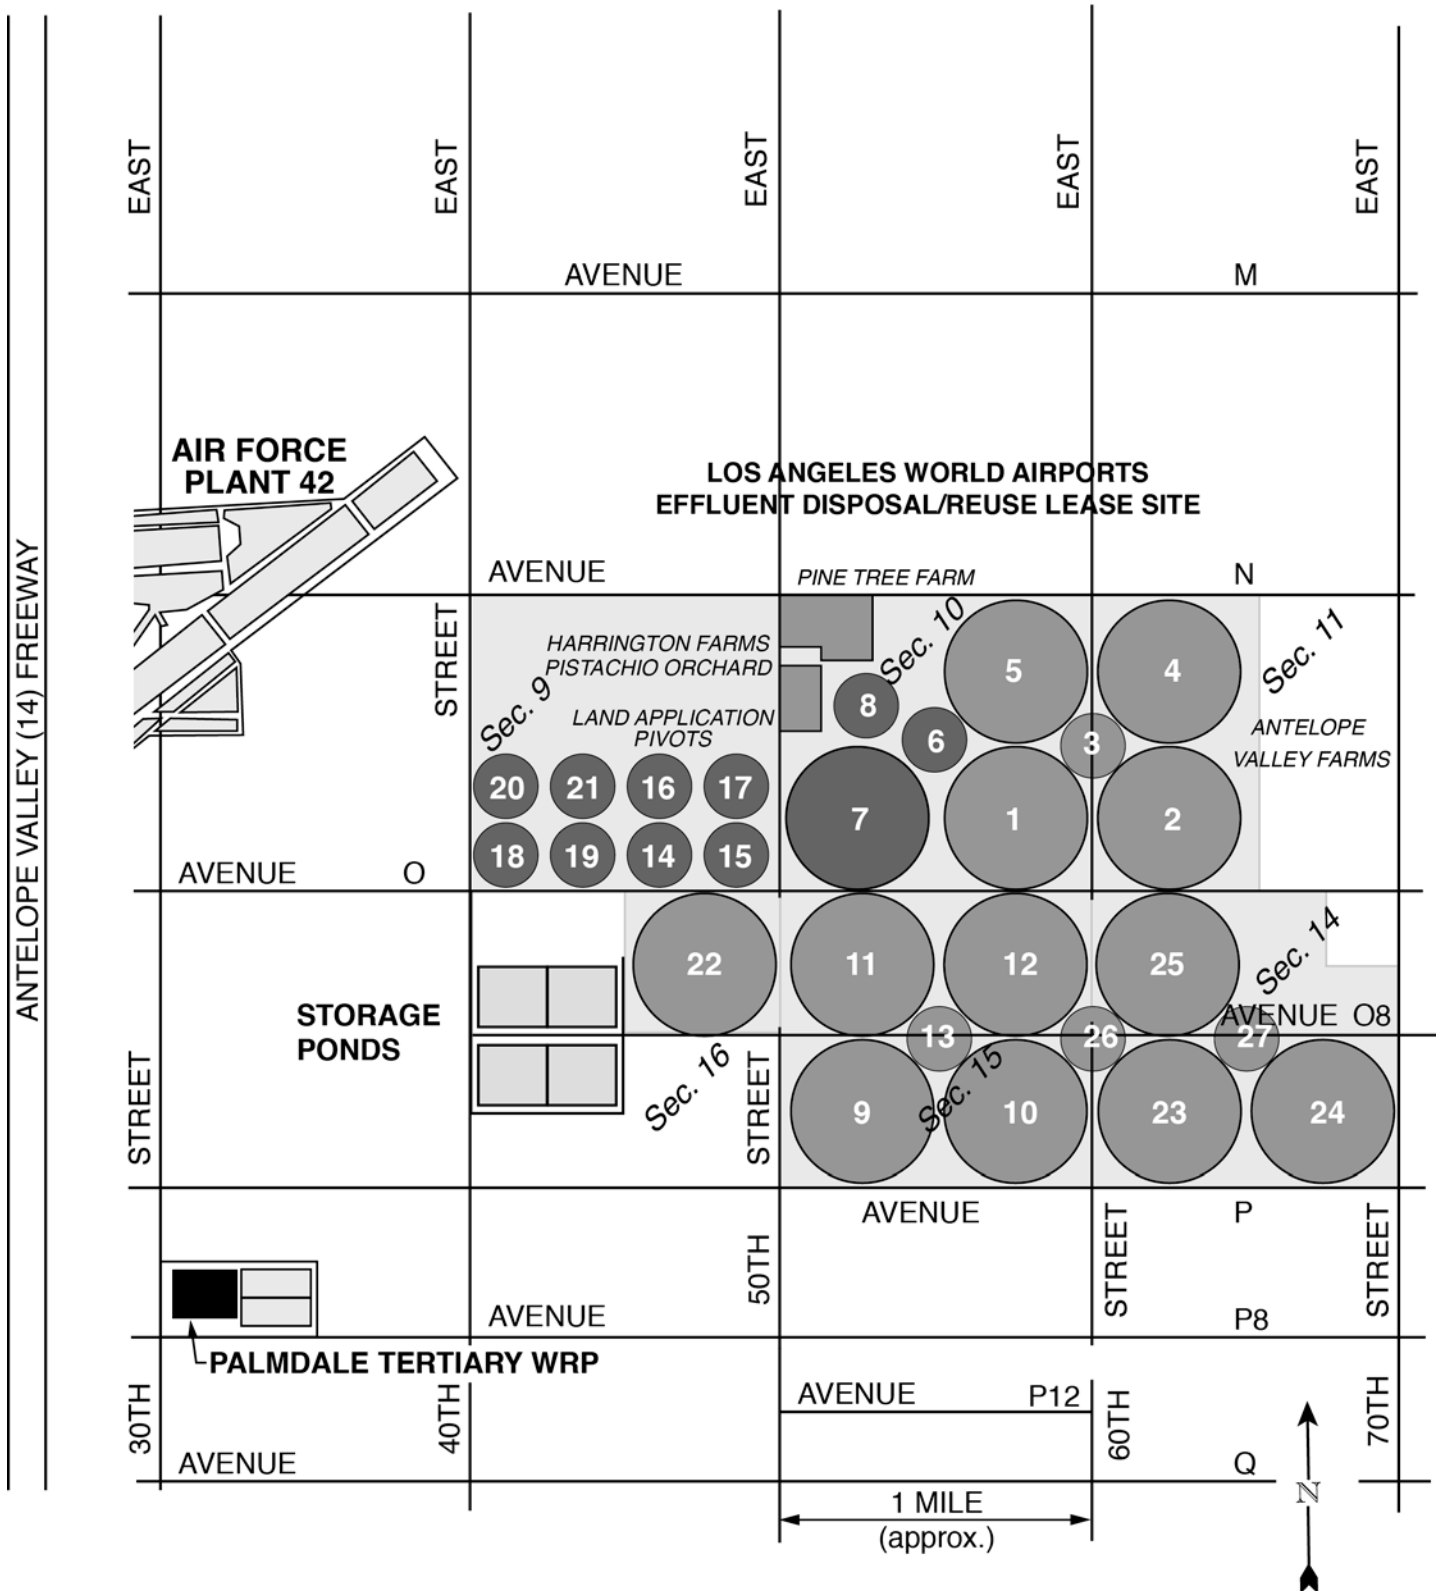 EAST
EAST
EAST
EAST
EAST
AVENUE M
AIR FORCE
PLANT 42
LOS ANGELES WORLD AIRPORTS
EFFLUENT DISPOSAL/REUSE LEASE SITE
ANTELOPE VALLEY (14) FREEWAY
AVENUE N
PINE TREE FARM
STREET
HARRINGTON FARMS
PISTACHIO ORCHARD
Sec. 10
Sec. 11
5
4
Sec. 9
8
LAND APPLICATION
PIVOTS
6
3
ANTELOPE
VALLEY FARMS
20
21
16
17
7
1
2
18
19
14
15
AVENUE O
22
11
12
25
Sec. 14
STORAGE
PONDS
AVENUE O8
13
26
27
Sec. 16
Sec. 15
STREET
STREET
9
10
23
24
AVENUE P
50TH
STREET
STREET
AVENUE P8
PALMDALE TERTIARY WRP
AVENUE P12
30TH
40TH
60TH
70TH
AVENUE Q
1 MILE
(approx.)
N